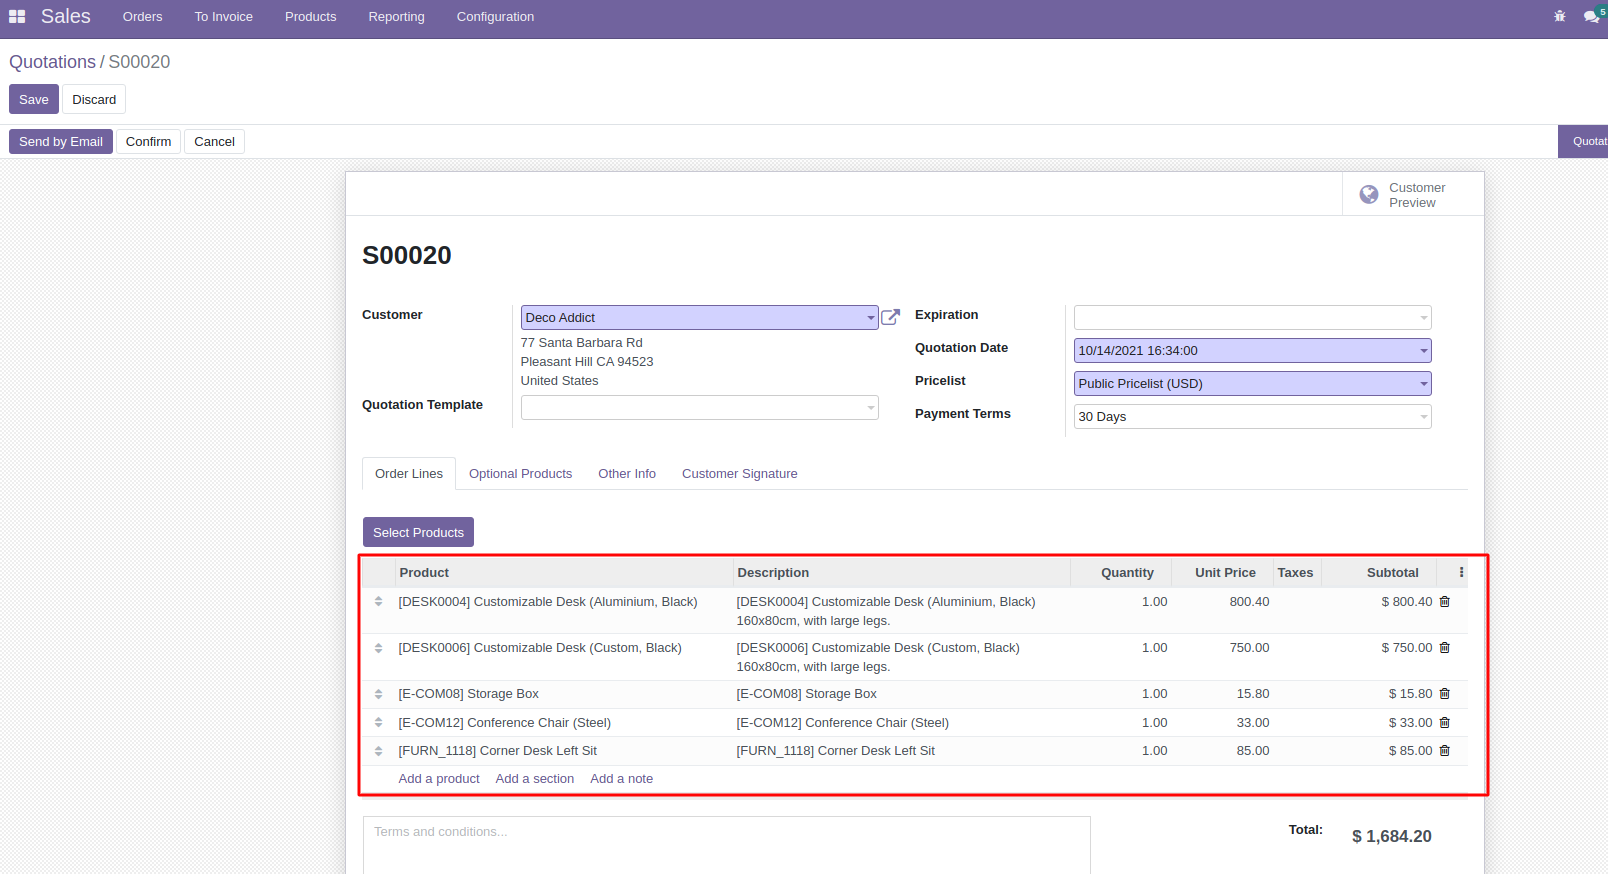 Sales Orders To Invoice Products Reporting Configuration 5
Quotations / S00020
Save Discard
Send by Email Confirm Cancel Quotat
Customer
Preview
S00020
Customer Deco Addict
77 Santa Barbara Rd
Pleasant Hill CA 94523
United States
Quotation Template
Expiration
Quotation Date 10/14/2021 16:34:00
Pricelist Public Pricelist (USD)
Payment Terms 30 Days
Order Lines Optional Products Other Info Customer Signature
Select Products
Product Description Quantity Unit Price Taxes Subtotal
[DESK0004] Customizable Desk (Aluminium, Black) [DESK0004] Customizable Desk (Aluminium, Black) 1.00 800.40 $ 800.40
160x80cm, with large legs.
[DESK0006] Customizable Desk (Custom, Black) [DESK0006] Customizable Desk (Custom, Black) 1.00 750.00 $ 750.00
160x80cm, with large legs.
[E-COM08] Storage Box [E-COM08] Storage Box 1.00 15.80 $ 15.80
[E-COM12] Conference Chair (Steel) [E-COM12] Conference Chair (Steel) 1.00 33.00 $ 33.00
[FURN_1118] Corner Desk Left Sit [FURN_1118] Corner Desk Left Sit 1.00 85.00 $ 85.00
Add a product Add a section Add a note
Terms and conditions...
Total: $ 1,684.20